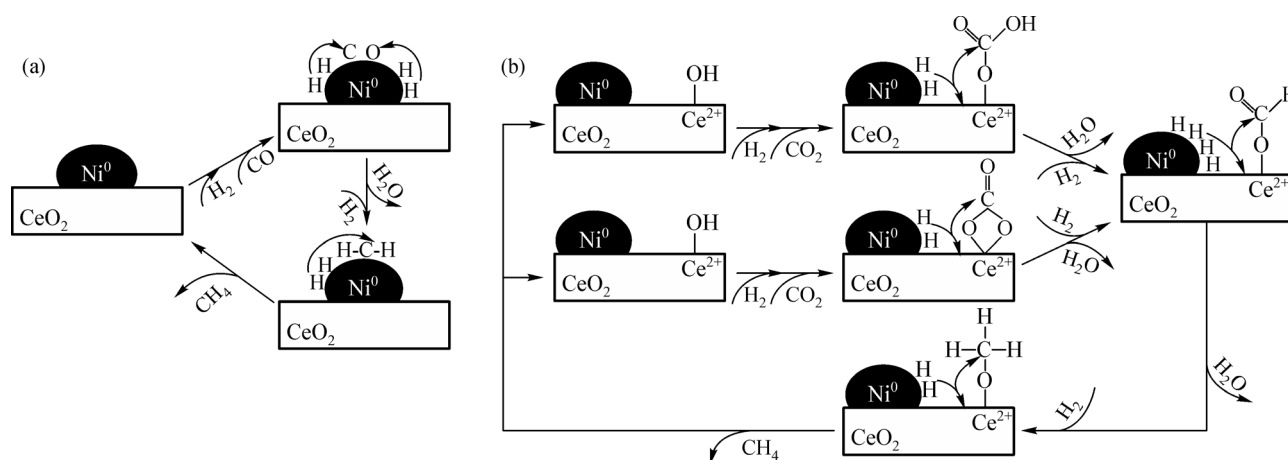 (a)
C O
H H
H H
Ni⁰
CeO₂
Ni⁰
CeO₂
H₂
CO
H₂
H₂O
H-C-H
H
H
Ni⁰
CeO₂
CH₄
(b)
Ni⁰
OH
CeO₂
Ce²⁺
H₂
CO₂
O
OH
C
O
H
H
Ni⁰
CeO₂
Ce²⁺
H₂O
H₂
Ni⁰
OH
CeO₂
Ce²⁺
H₂
CO₂
O
C
O O
H
H
Ni⁰
CeO₂
Ce²⁺
H₂
H₂O
O
H
C
O
H
H
H
H
Ni⁰
CeO₂
Ce²⁺
H₂O
H₂
H
H-C-H
O
H
H
Ni⁰
CeO₂
Ce²⁺
CH₄